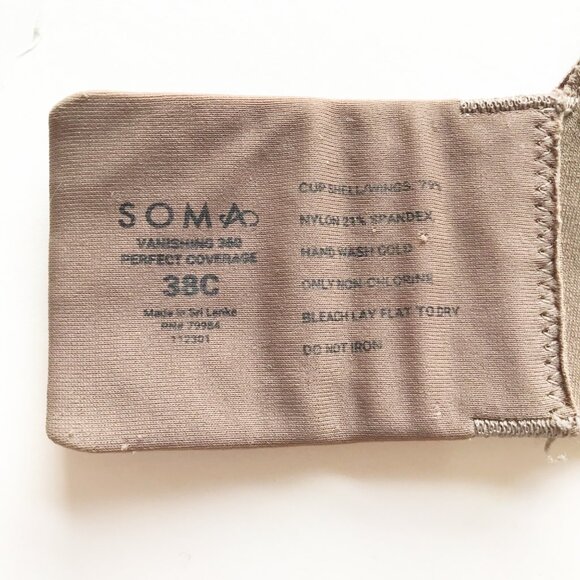 SOMA
VANISHING 360
PERFECT COVERAGE
38C
Made in Sri Lanka
RN# 79984
112301
CUP SHELL/WINGS: 79%
NYLON 21% SPANDEX
HAND WASH COLD
ONLY NON-CHLORINE
BLEACH LAY FLAT TO DRY
DO NOT IRON